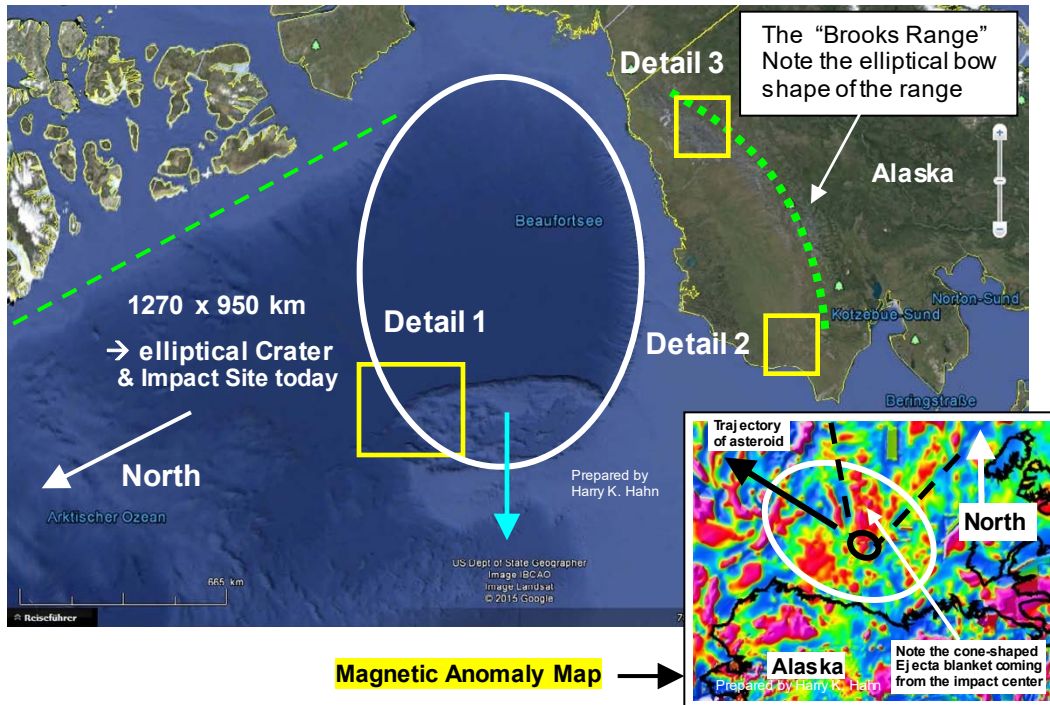 The “Brooks Range”
Note the elliptical bow
shape of the range
Detail 3
Alaska
Beaufortsee
1270 x 950 km
→ elliptical Crater
& Impact Site today
Detail 1
Detail 2
Kotzebue-Sund
Norton-Sund
Beringstraße
North
Arktischer Ozean
Prepared by
Harry K. Hahn
US Dept of State Geographer
Image IBCAO
Image Landsat
© 2015 Google
665 km
Reiseführer
Trajectory
of asteroid
North
Note the cone-shaped
Ejecta blanket coming
from the impact center
Alaska
Prepared by Harry K. Hahn
Magnetic Anomaly Map